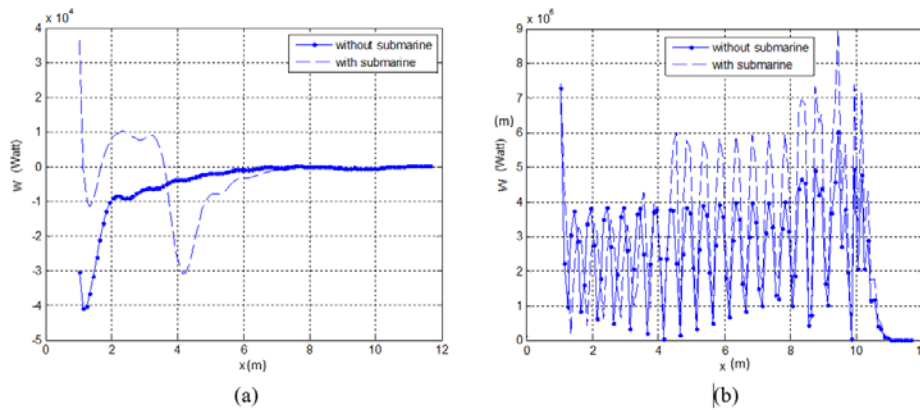 x 10^4
4
3
2
1
0
-1
-2
-3
-4
-5
W (Watt)
without submarine
with submarine
0 2 4 6 8 10 12
x (m)
(a)
x 10^6
9
8
7
6
5
4
3
2
1
0
(m)
W (Watt)
without submarine
with submarine
0 2 4 6 8 10 1
x (m)
(b)